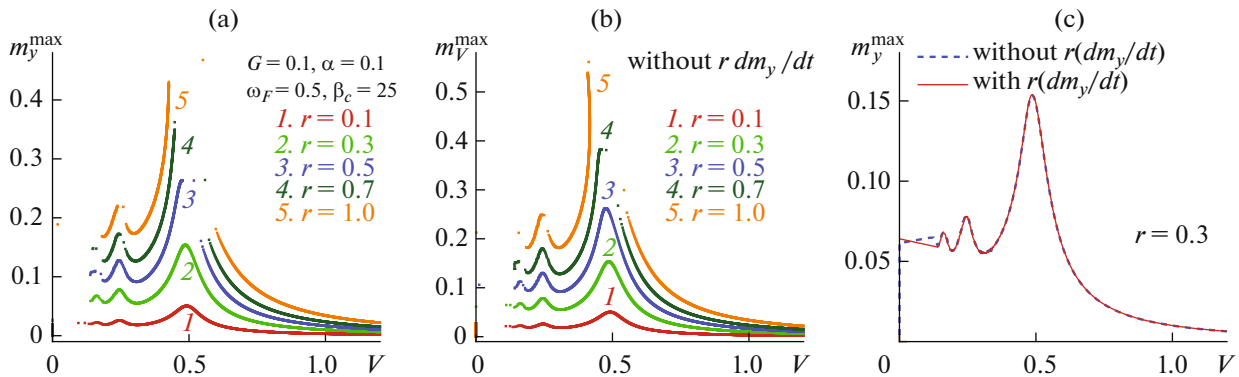 (a)
m_y^max
G = 0.1, α = 0.1
ω_F = 0.5, β_c = 25
1. r = 0.1
2. r = 0.3
3. r = 0.5
4. r = 0.7
5. r = 1.0
5
4
3
2
1
0.4
0.3
0.2
0.1
0
0
0.5
1.0
V
(b)
m_V^max
without r dm_y /dt
1. r = 0.1
2. r = 0.3
3. r = 0.5
4. r = 0.7
5. r = 1.0
5
4
3
2
1
0.5
0.4
0.3
0.2
0.1
0
0
0.5
1.0
V
(c)
m_y^max
without r(dm_y/dt)
with r(dm_y/dt)
0.15
0.10
0.05
r = 0.3
0
0.5
1.0
V